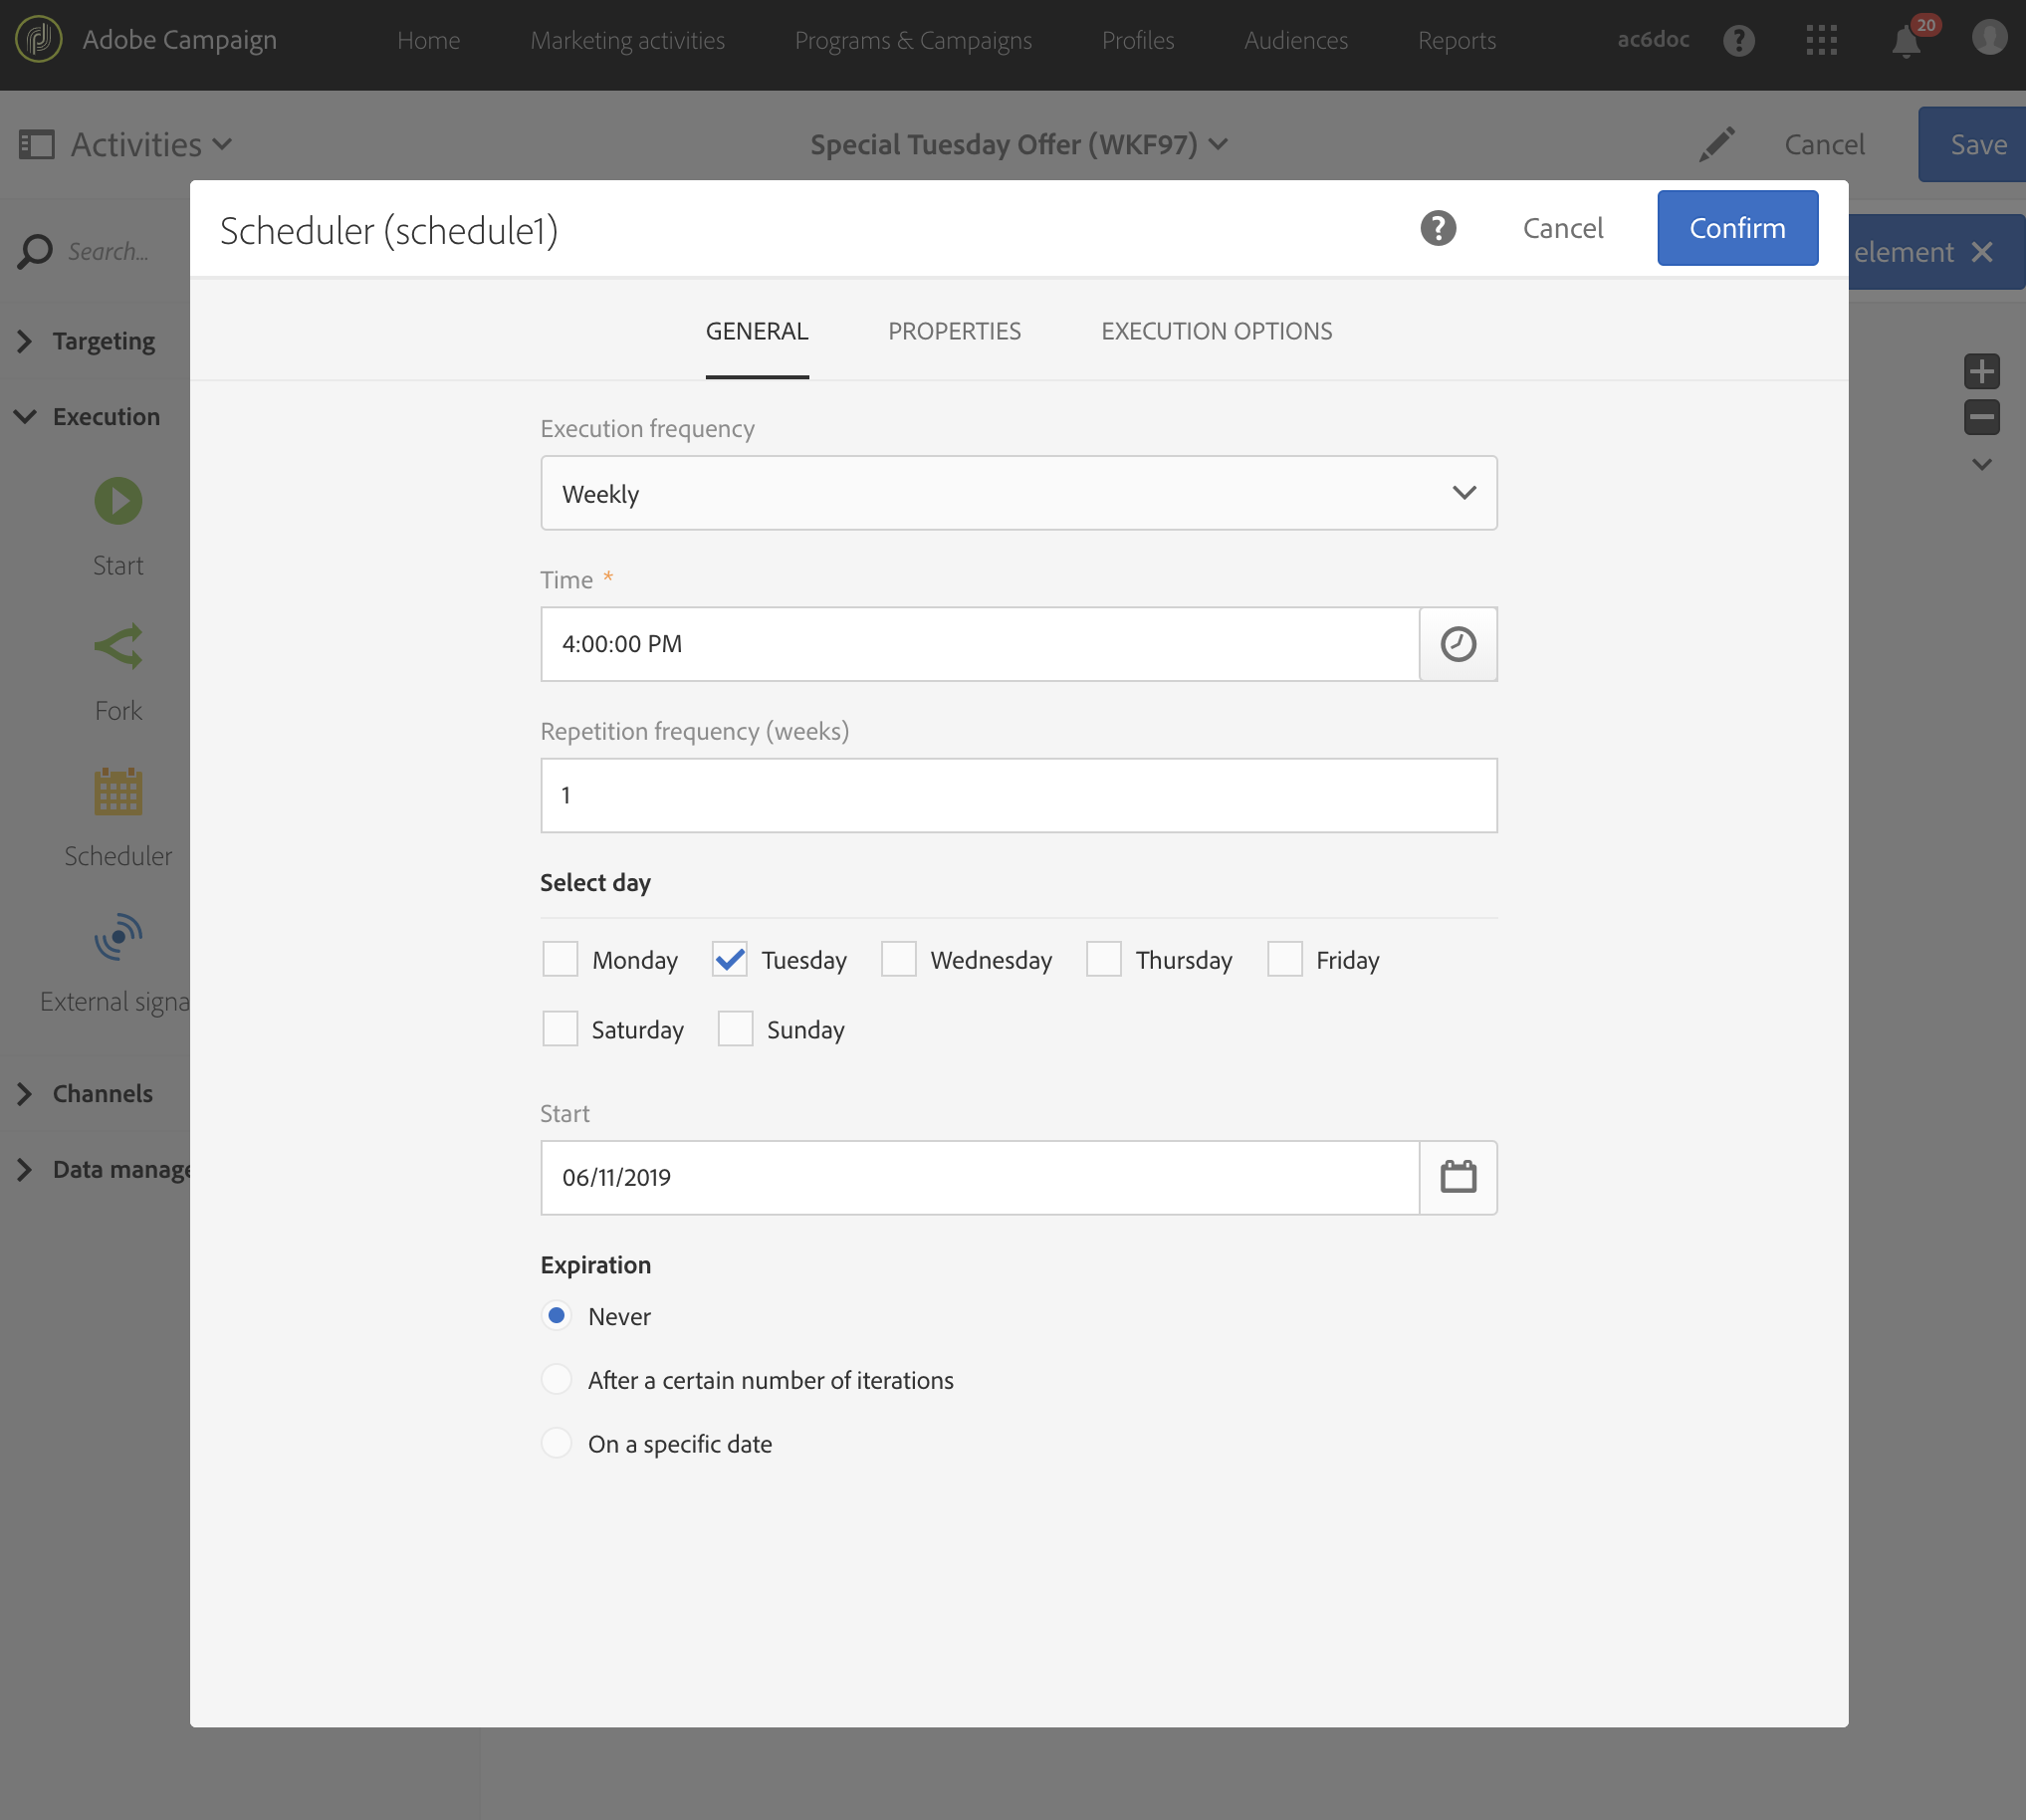 Adobe Campaign Home Marketing activities Programs & Campaigns Profiles Audiences Reports ac6doc 20
Activities Special Tuesday Offer (WKF97) Cancel Save
Scheduler (schedule1) Cancel Confirm
Search... element
GENERAL PROPERTIES EXECUTION OPTIONS
Targeting
Execution
Start
Fork
Scheduler
External signa
Channels
Data manage
Execution frequency
Weekly
Time *
4:00:00 PM
Repetition frequency (weeks)
1
Select day
Monday Tuesday Wednesday Thursday Friday
Saturday Sunday
Start
06/11/2019
Expiration
Never
After a certain number of iterations
On a specific date